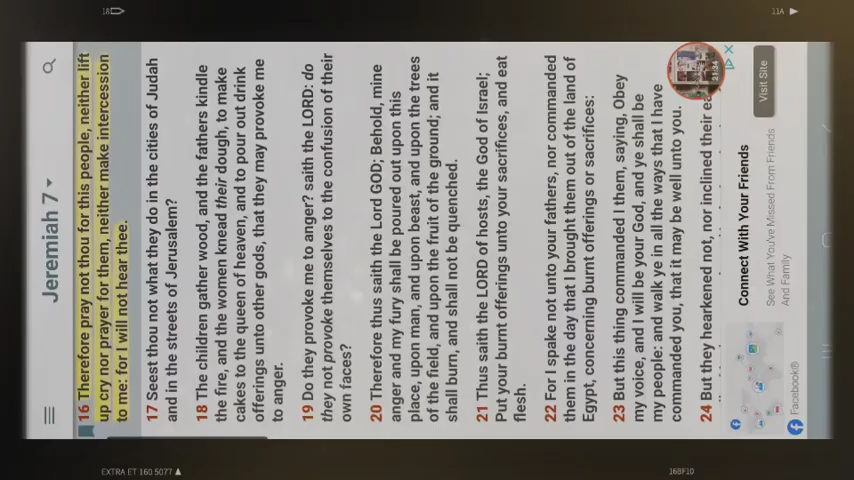 18
11A
Jeremiah 7
16 Therefore pray not thou for this people, neither lift
up cry nor prayer for them, neither make intercession
to me: for I will not hear thee.
17 Seest thou not what they do in the cities of Judah
and in the streets of Jerusalem?
18 The children gather wood, and the fathers kindle
the fire, and the women knead their dough, to make
cakes to the queen of heaven, and to pour out drink
offerings unto other gods, that they may provoke me
to anger.
19 Do they provoke me to anger? saith the LORD: do
they not provoke themselves to the confusion of their
own faces?
20 Therefore thus saith the Lord GOD; Behold, mine
anger and my fury shall be poured out upon this
place, upon man, and upon beast, and upon the trees
of the field, and upon the fruit of the ground; and it
shall burn, and shall not be quenched.
21 Thus saith the LORD of hosts, the God of Israel;
Put your burnt offerings unto your sacrifices, and eat
flesh.
22 For I spake not unto your fathers, nor commanded
them in the day that I brought them out of the land of
Egypt, concerning burnt offerings or sacrifices:
23 But this thing commanded I them, saying, Obey
my voice, and I will be your God, and ye shall be
my people: and walk ye in all the ways that I have
commanded you, that it may be well unto you.
24 But they hearkened not, nor inclined their
21:24
Connect With Your Friends
See What You've Missed From Friends
And Family
Visit Site
Facebook®
EXTRA ET 160 5077
16BF10